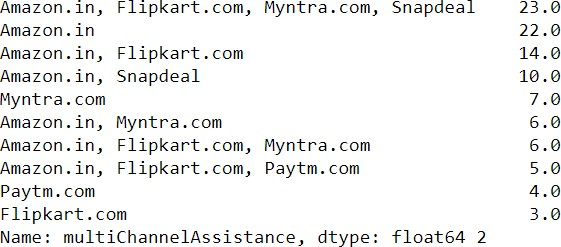 Amazon.in, Flipkart.com, Myntra.com, Snapdeal 23.0
Amazon.in 22.0
Amazon.in, Flipkart.com 14.0
Amazon.in, Snapdeal 10.0
Myntra.com 7.0
Amazon.in, Myntra.com 6.0
Amazon.in, Flipkart.com, Myntra.com 6.0
Amazon.in, Flipkart.com, Paytm.com 5.0
Paytm.com 4.0
Flipkart.com 3.0
Name: multiChannelAssistance, dtype: float64 2